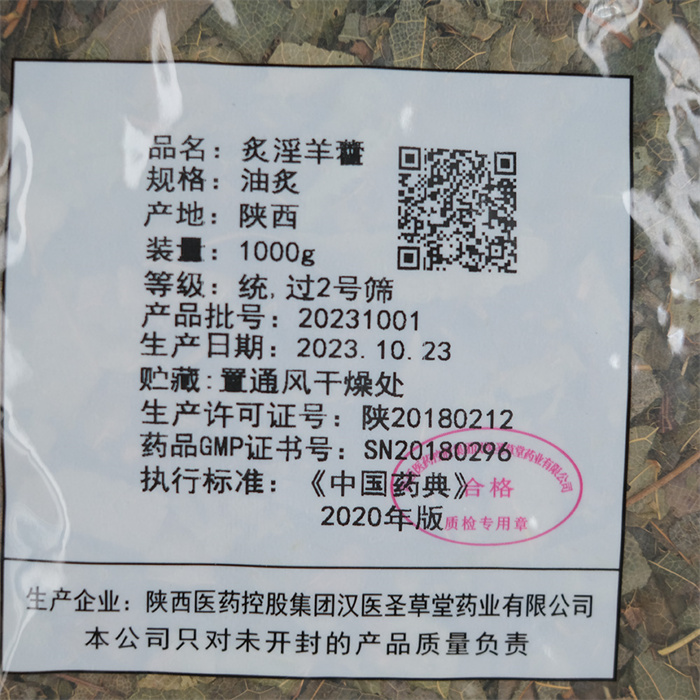 品名：炙淫羊藿
规格：油炙
产地：陕西
装量：1000g
等级：统,过2号筛
产品批号：20231001
生产日期：2023.10.23
贮藏:置通风干燥处
生产许可证号：陕20180212
药品GMP证书号：SN20180296
执行标准：《中国药典》
2020年版
合格
质检专用章
生产企业：陕西医药控股集团汉医圣草堂药业有限公司
本公司只对未开封的产品质量负责